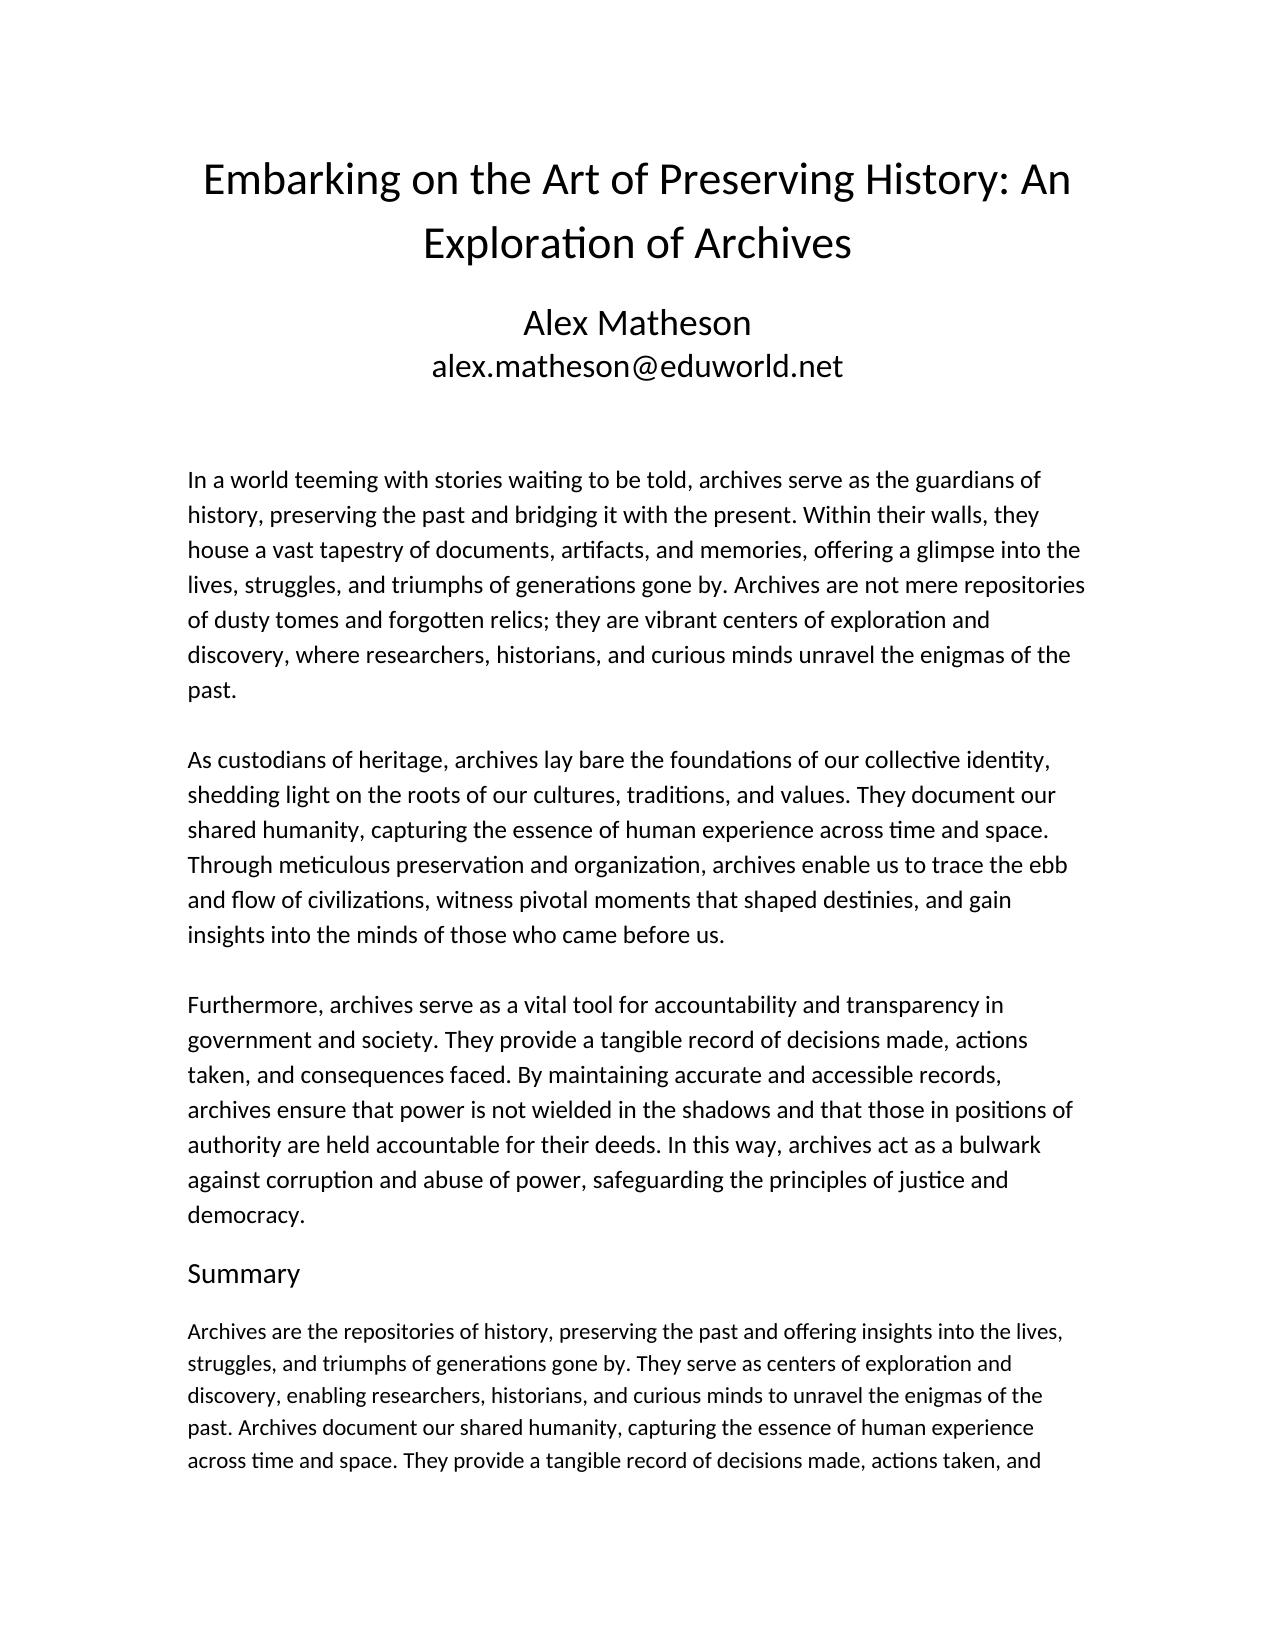 Embarking on the Art of Preserving History: An
Exploration of Archives
Alex Matheson
alex.matheson@eduworld.net
In a world teeming with stories waiting to be told, archives serve as the guardians of
history, preserving the past and bridging it with the present. Within their walls, they
house a vast tapestry of documents, artifacts, and memories, offering a glimpse into the
lives, struggles, and triumphs of generations gone by. Archives are not mere repositories
of dusty tomes and forgotten relics; they are vibrant centers of exploration and
discovery, where researchers, historians, and curious minds unravel the enigmas of the
past.
As custodians of heritage, archives lay bare the foundations of our collective identity,
shedding light on the roots of our cultures, traditions, and values. They document our
shared humanity, capturing the essence of human experience across time and space.
Through meticulous preservation and organization, archives enable us to trace the ebb
and flow of civilizations, witness pivotal moments that shaped destinies, and gain
insights into the minds of those who came before us.
Furthermore, archives serve as a vital tool for accountability and transparency in
government and society. They provide a tangible record of decisions made, actions
taken, and consequences faced. By maintaining accurate and accessible records,
archives ensure that power is not wielded in the shadows and that those in positions of
authority are held accountable for their deeds. In this way, archives act as a bulwark
against corruption and abuse of power, safeguarding the principles of justice and
democracy.
Summary
Archives are the repositories of history, preserving the past and offering insights into the lives,
struggles, and triumphs of generations gone by. They serve as centers of exploration and
discovery, enabling researchers, historians, and curious minds to unravel the enigmas of the
past. Archives document our shared humanity, capturing the essence of human experience
across time and space. They provide a tangible record of decisions made, actions taken, and